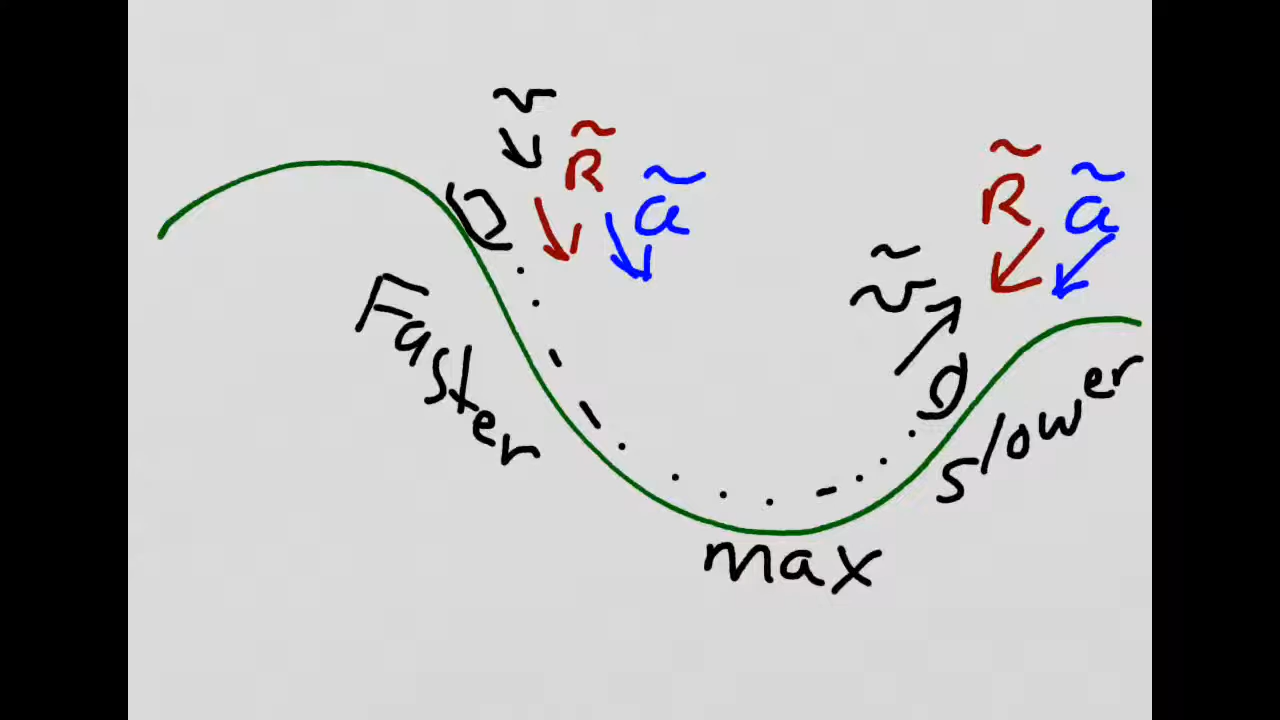 ṽ
R̃
ã
R̃
ã
ṽ
Faster
slower
max